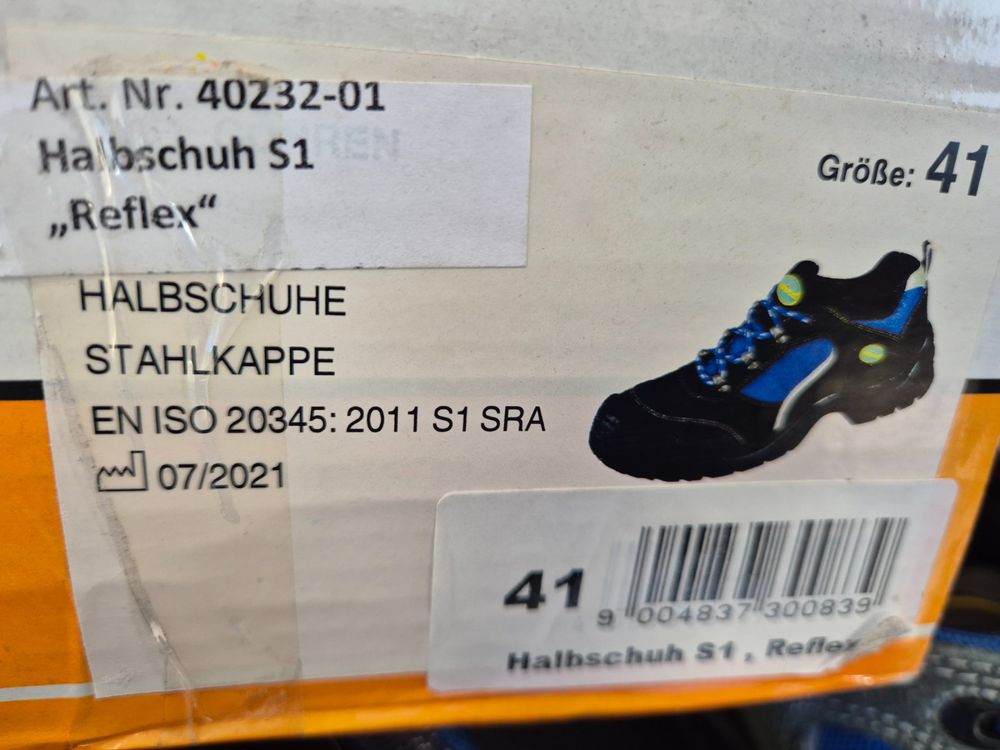 Art. Nr. 40232-01
Halbschuh S1
„Reflex“
Größe: 41
HALBSCHUHE
STAHLKAPPE
EN ISO 20345: 2011 S1 SRA
07/2021
41
9 004837 300839
Halbschuh S1 , Reflex